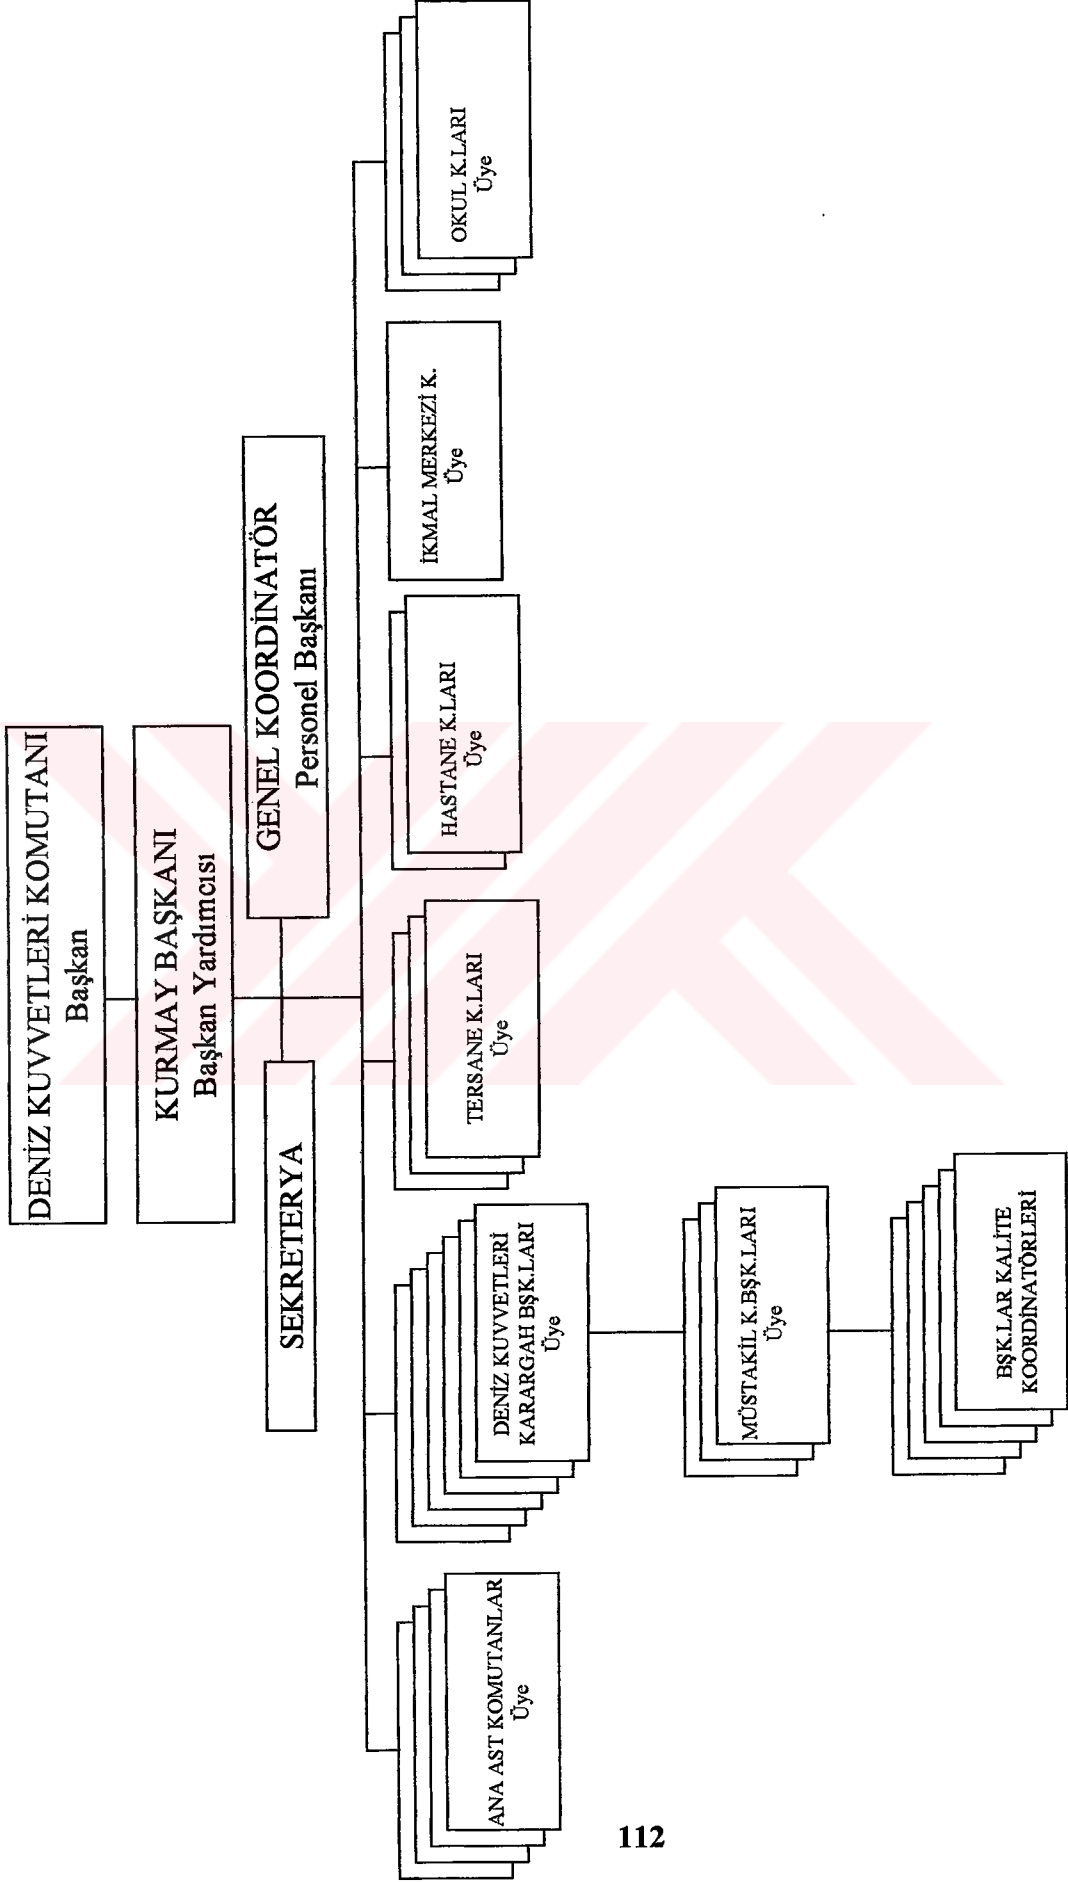 DENİZ KUVVETLERİ KOMUTANI
Başkan
KURMAY BAŞKANI
Başkan Yardımcısı
SEKRETERYA
GENEL KOORDİNATÖR
Personel Başkanı
ANA AST KOMUTANLAR
Üye
DENİZ KUVVETLERİ
KARARGAH BŞK.LARI
Üye
TERSANE K.LARI
Üye
HASTANE K.LARI
Üye
İKMAL MERKEZİ K.
Üye
OKUL K.LARI
Üye
MÜSTAKİL K.BŞK.LARI
Üye
BŞK.LAR KALİTE
KOORDİNATÖRLERİ
112